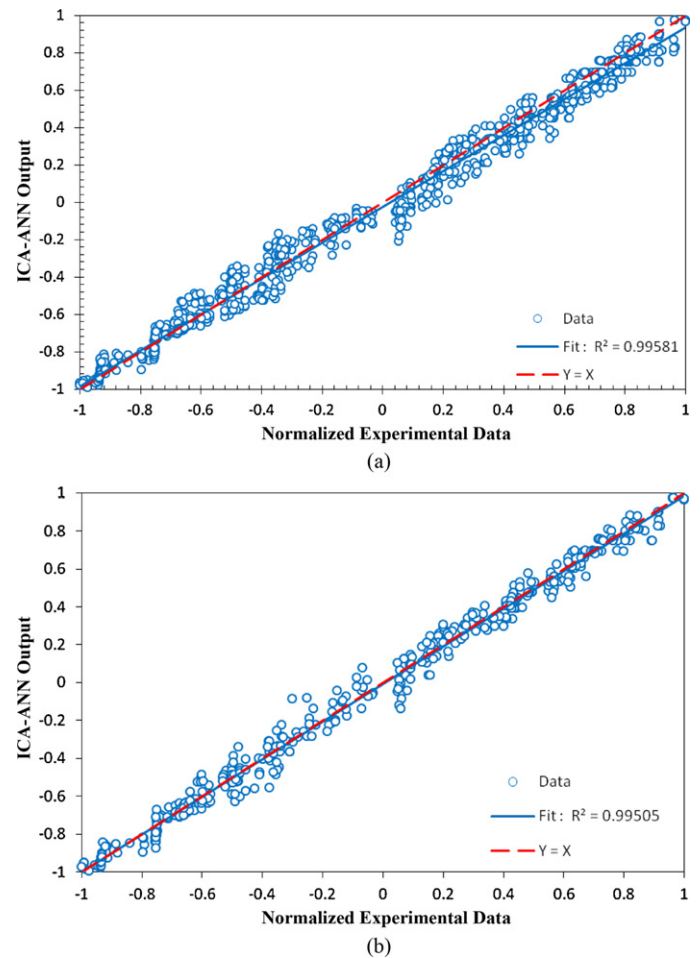 1
0.8
0.6
0.4
0.2
0
-0.2
-0.4
-0.6
-0.8
-1
ICA-ANN Output
Data
Fit : R² = 0.99581
Y = X
-1 -0.8 -0.6 -0.4 -0.2 0 0.2 0.4 0.6 0.8 1
Normalized Experimental Data
(a)
1
0.8
0.6
0.4
0.2
0
-0.2
-0.4
-0.6
-0.8
-1
ICA-ANN Output
Data
Fit : R² = 0.99505
Y = X
-1 -0.8 -0.6 -0.4 -0.2 0 0.2 0.4 0.6 0.8 1
Normalized Experimental Data
(b)